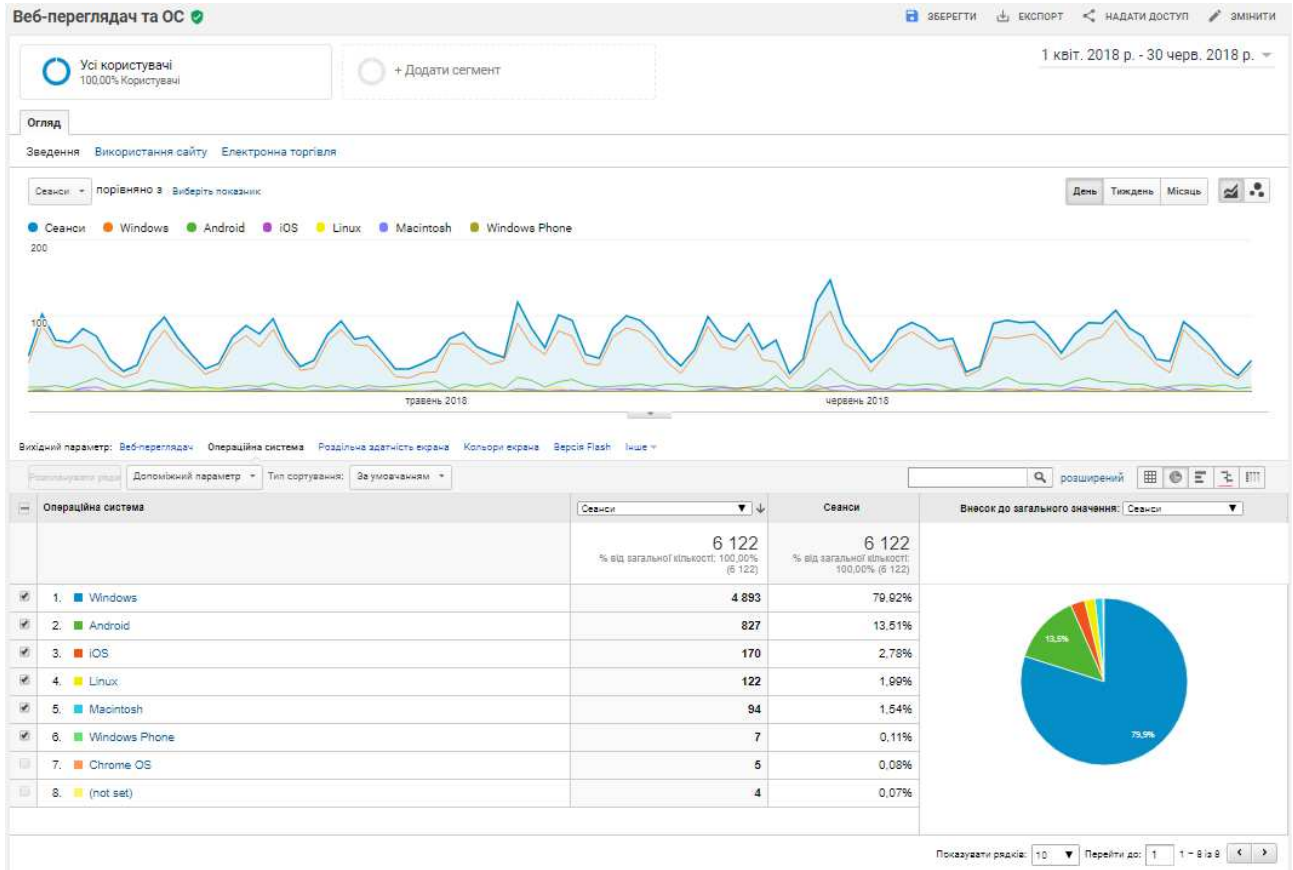 Веб-переглядач та ОС
ЗБЕРЕГТИ ЕКСПОРТ НАДАТИ ДОСТУП ЗМІНИТИ
Усі користувачі
100,00% Користувачі
+ Додати сегмент
1 квіт. 2018 р. - 30 черв. 2018 р.
Огляд
Зведення Використання сайту Електронна торгівля
Сеанси порівняно з Виберіть показник
День Тиждень Місяць
Сеанси Windows Android iOS Linux Macintosh Windows Phone
200
100
травень 2018 червень 2018
Вихідний параметр: Веб-переглядач Операційна система Роздільна здатність екрана Кольори екрана Версія Flash Інше
Допоміжний параметр Тип сортування: За умовчанням розширений
Операційна система Сеанси Сеанси Внесок до загального значення: Сеанси
6 122 6 122
% від загальної кількості: 100,00% (6 122) % від загальної кількості: 100,00% (6 122)
1. Windows 4 893 79,92%
2. Android 827 13,51%
3. iOS 170 2,78%
4. Linux 122 1,99%
5. Macintosh 94 1,54%
6. Windows Phone 7 0,11%
7. Chrome OS 5 0,08%
8. (not set) 4 0,07%
13,5%
79,9%
Показувати рядків: 10 Перейти до: 1 1 – 8 із 8